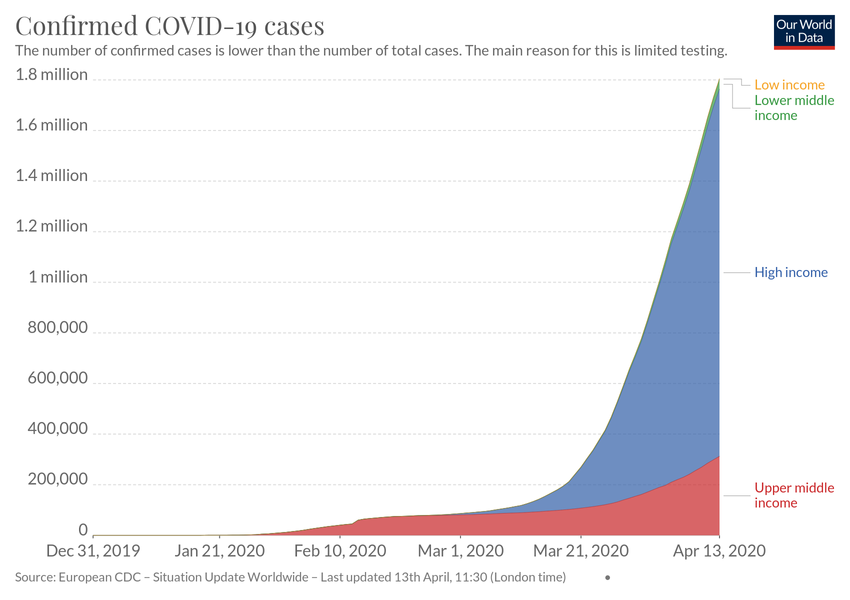 Confirmed COVID-19 cases
Our World
in Data
The number of confirmed cases is lower than the number of total cases. The main reason for this is limited testing.
1.8 million
Low income
Lower middle
income
1.6 million
1.4 million
1.2 million
1 million
High income
800,000
600,000
400,000
200,000
Upper middle
income
0
Dec 31, 2019 Jan 21, 2020 Feb 10, 2020 Mar 1, 2020 Mar 21, 2020 Apr 13, 2020
Source: European CDC – Situation Update Worldwide – Last updated 13th April, 11:30 (London time) •